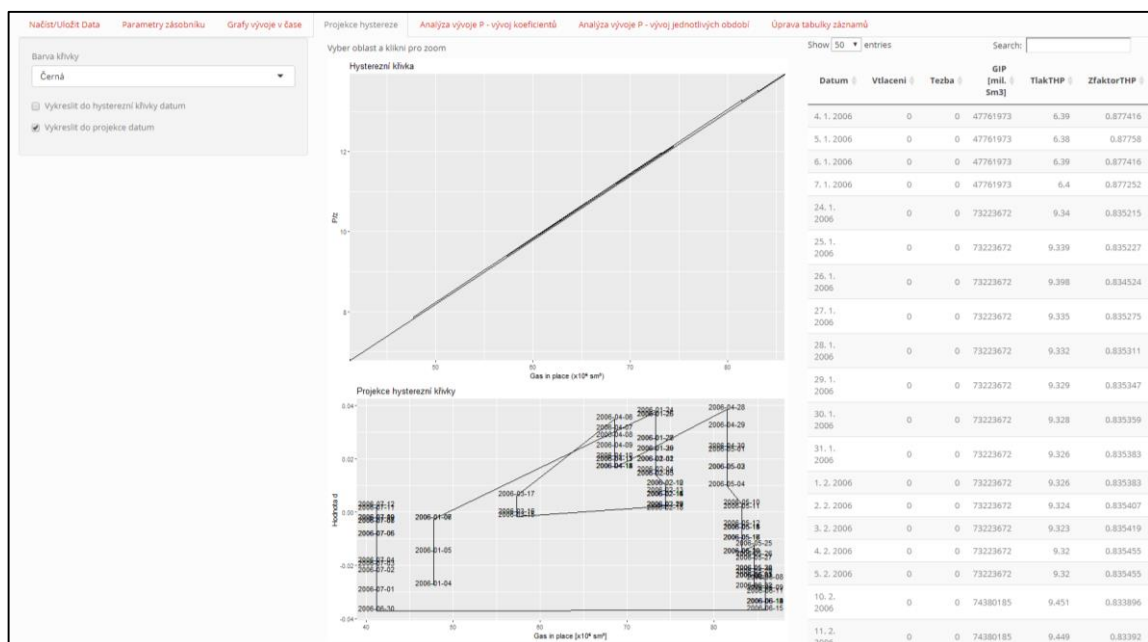 Načíst/Uložit Data
Parametry zásobníku
Grafy vývoje v čase
Projekce hystereze
Analýza vývoje P - vývoj koeficientů
Analýza vývoje P - vývoj jednotlivých období
Úprava tabulky záznamů
Barva křivky
Černá
Vykreslit do hysterezní křivky datum
Vykreslit do projekce datum
Vyber oblast a klikni pro zoom
Hysterezní křivka
12
10
8
P/z
50
60
70
80
Gas in place (x10⁶ sm³)
Projekce hysterezní křivky
0.04
0.02
0.00
-0.02
-0.04
Hodnota d
2006-04-06
2006-04-07
2006-04-08
2006-04-09
2006-01-24
2006-04-28
2006-04-29
2006-05-04
2006-05-17
2006-07-12
2006-07-06
2006-07-02
2006-07-01
2006-06-30
2006-01-05
2006-01-04
2006-06-15
40
50
60
70
80
Gas in place [x10⁶ sm³]
Show 50 entries
Search:
Datum Vtlaceni Tezba GIP [mil. Sm3] TlakTHP ZfaktorTHP
4. 1. 2006 0 0 47761973 6.39 0.877416
5. 1. 2006 0 0 47761973 6.38 0.87758
6. 1. 2006 0 0 47761973 6.39 0.877416
7. 1. 2006 0 0 47761973 6.4 0.877252
24. 1. 2006 0 0 73223672 9.34 0.835215
25. 1. 2006 0 0 73223672 9.339 0.835227
26. 1. 2006 0 0 73223672 9.398 0.834524
27. 1. 2006 0 0 73223672 9.335 0.835275
28. 1. 2006 0 0 73223672 9.332 0.835311
29. 1. 2006 0 0 73223672 9.329 0.835347
30. 1. 2006 0 0 73223672 9.328 0.835359
31. 1. 2006 0 0 73223672 9.326 0.835383
1. 2. 2006 0 0 73223672 9.326 0.835383
2. 2. 2006 0 0 73223672 9.324 0.835407
3. 2. 2006 0 0 73223672 9.323 0.835419
4. 2. 2006 0 0 73223672 9.32 0.835455
5. 2. 2006 0 0 73223672 9.32 0.835455
10. 2. 2006 0 0 74380185 9.451 0.833896
11. 2. 2006 0 0 74380185 9.449 0.83392